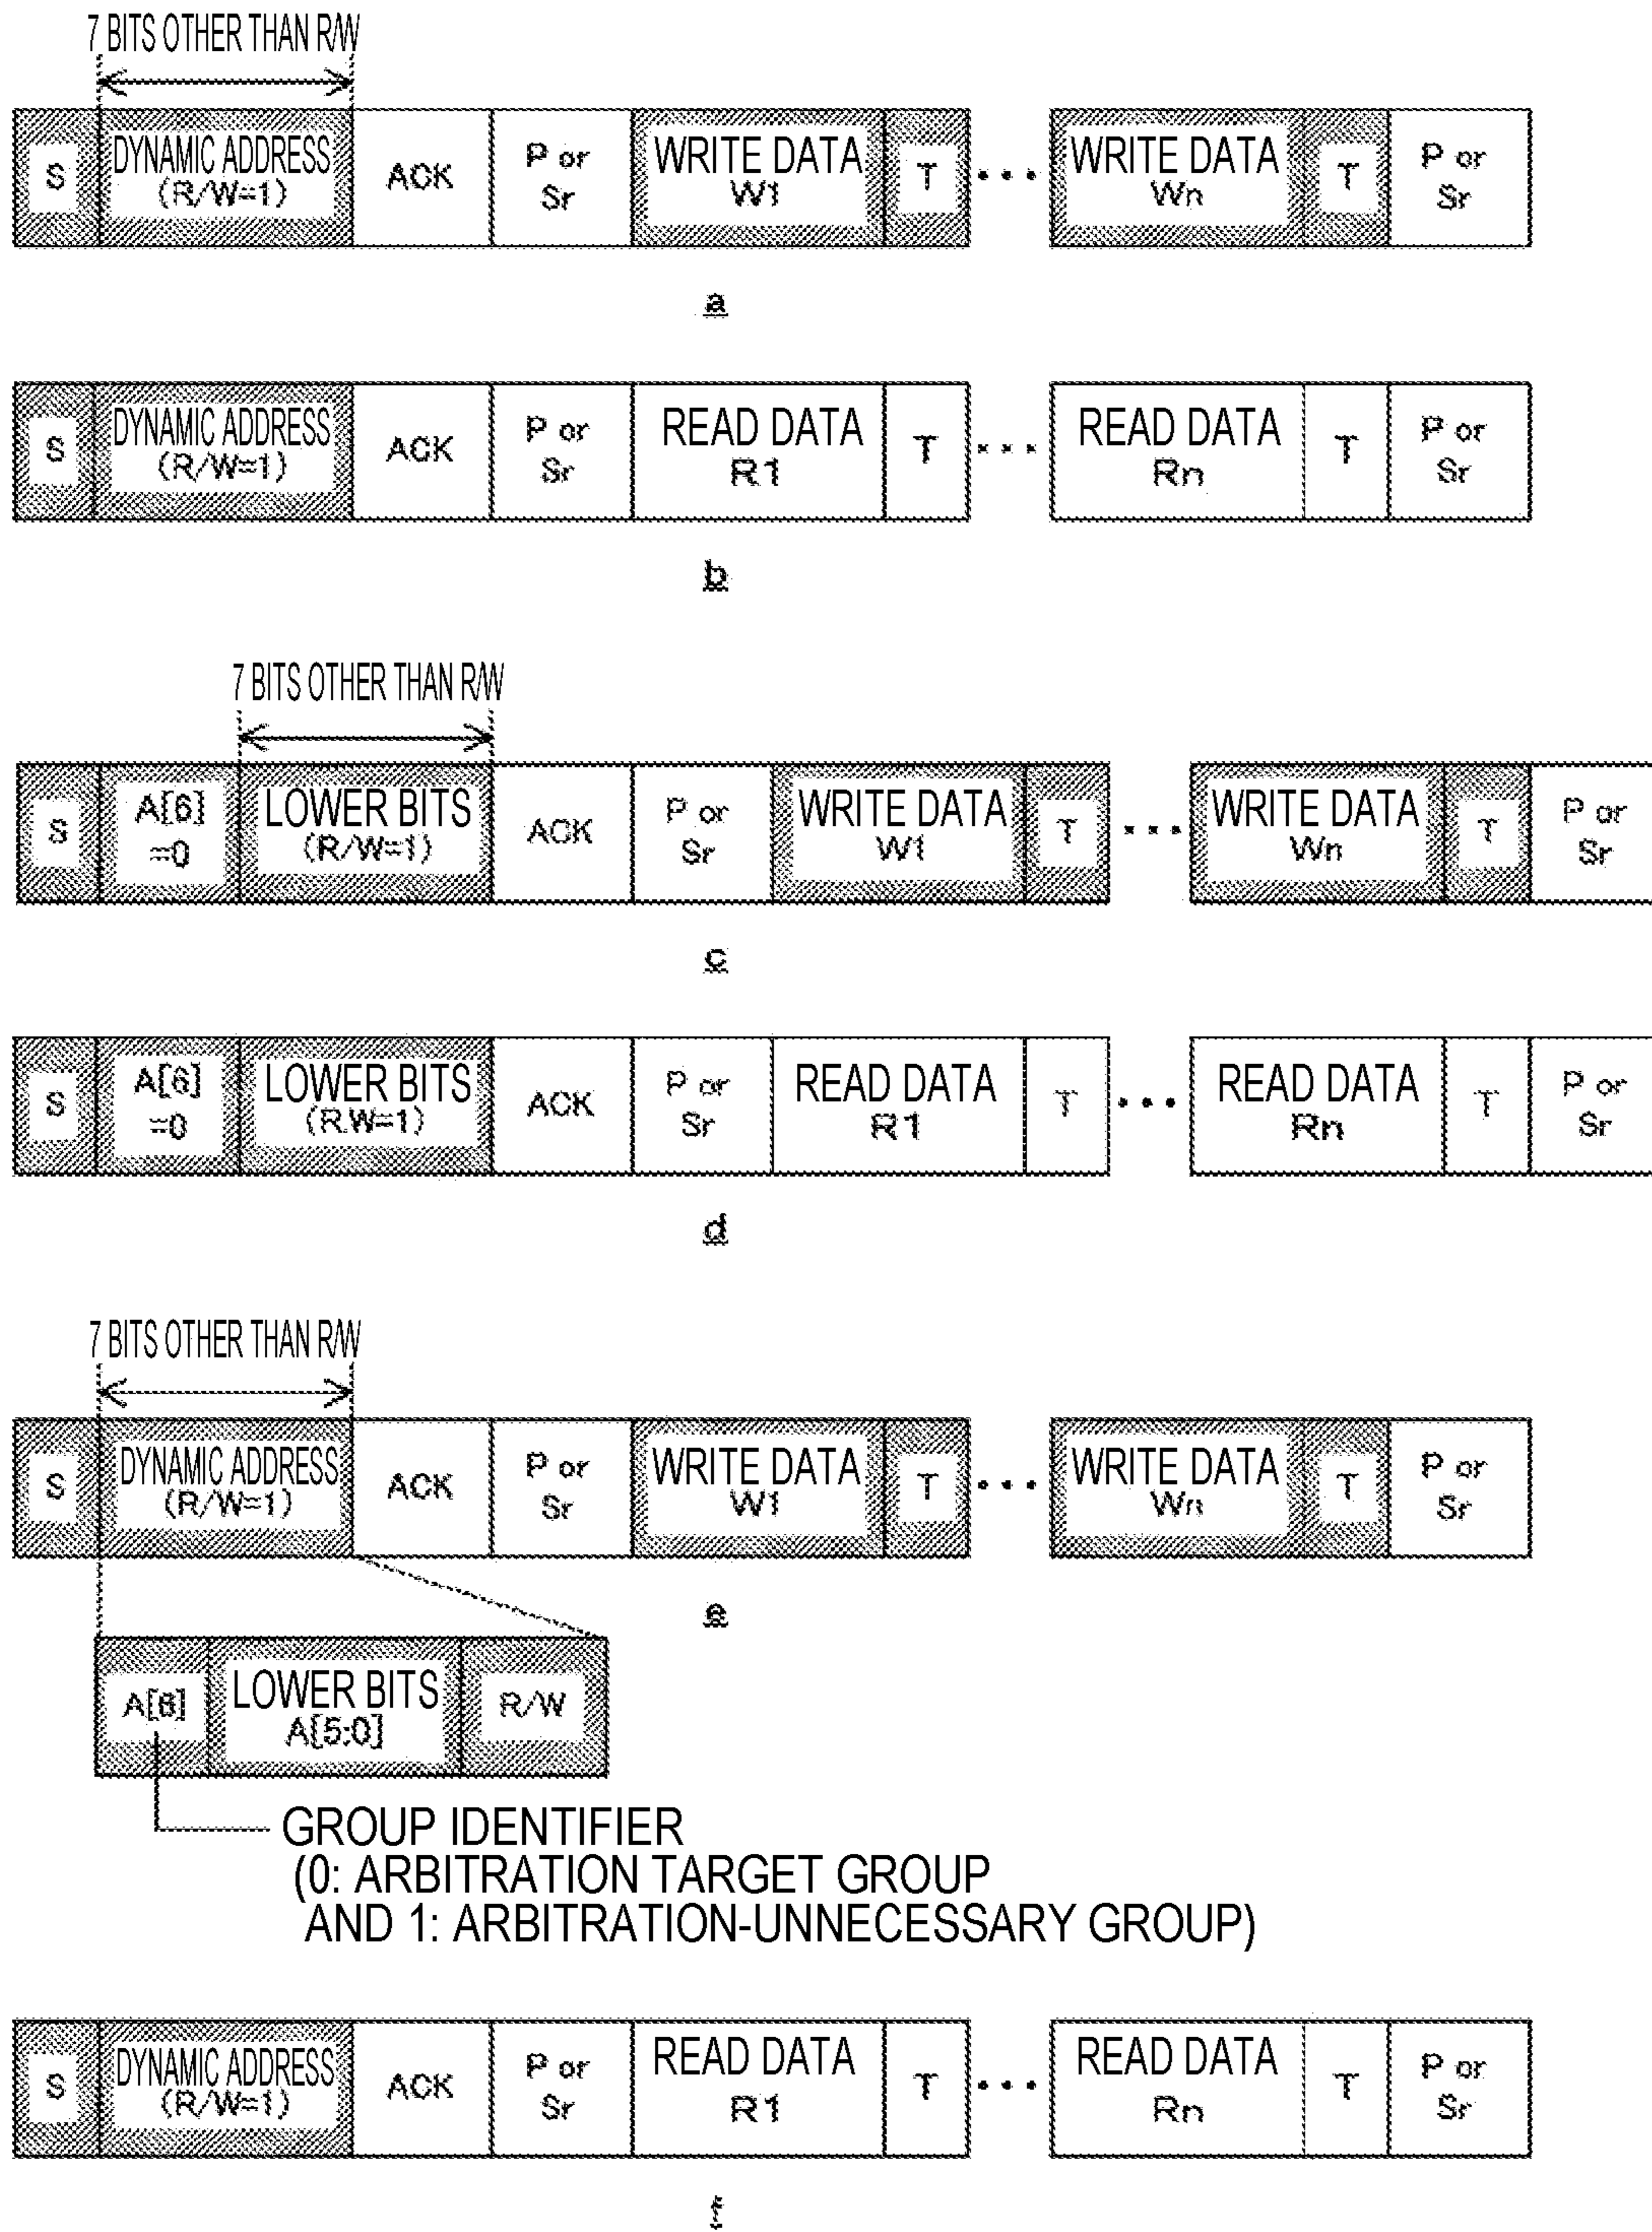 7 BITS OTHER THAN R/W
S DYNAMIC ADDRESS (R/W=1) ACK P or Sr WRITE DATA W1 T ••• WRITE DATA Wn T P or Sr
a
S DYNAMIC ADDRESS (R/W=1) ACK P or Sr READ DATA R1 T ••• READ DATA Rn T P or Sr
b
7 BITS OTHER THAN R/W
S A[6] =0 LOWER BITS (R/W=1) ACK P or Sr WRITE DATA W1 T ••• WRITE DATA Wn T P or Sr
c
S A[6] =0 LOWER BITS (R.W=1) ACK P or Sr READ DATA R1 T ••• READ DATA Rn T P or Sr
d
7 BITS OTHER THAN R/W
S DYNAMIC ADDRESS (R/W=1) ACK P or Sr WRITE DATA W1 T ••• WRITE DATA Wn T P or Sr
e
A[6] LOWER BITS A[5:0] R/W
GROUP IDENTIFIER
(0: ARBITRATION TARGET GROUP
AND 1: ARBITRATION-UNNECESSARY GROUP)
S DYNAMIC ADDRESS (R/W=1) ACK P or Sr READ DATA R1 T ••• READ DATA Rn T P or Sr
f